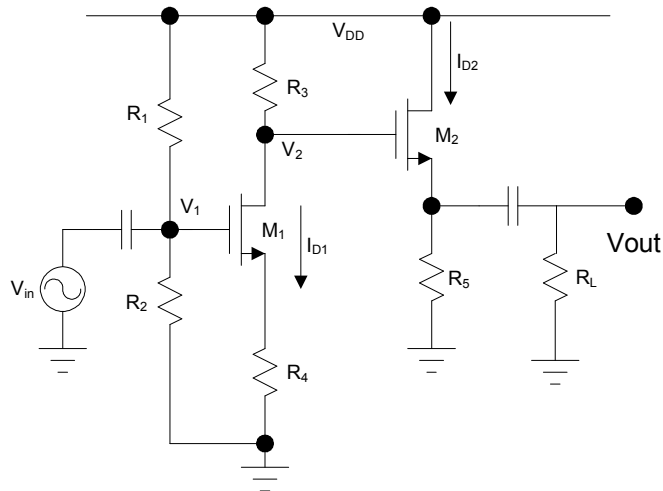 V_DD
I_D2
R_3
R_1
V_2
M_2
V_1
M_1
I_D1
Vout
V_in
R_2
R_5
R_L
R_4